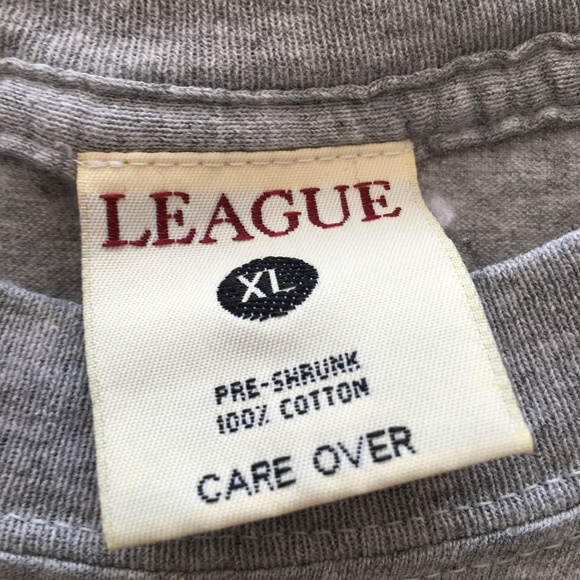 LEAGUE
XL
PRE-SHRUNK
100% COTTON
CARE OVER